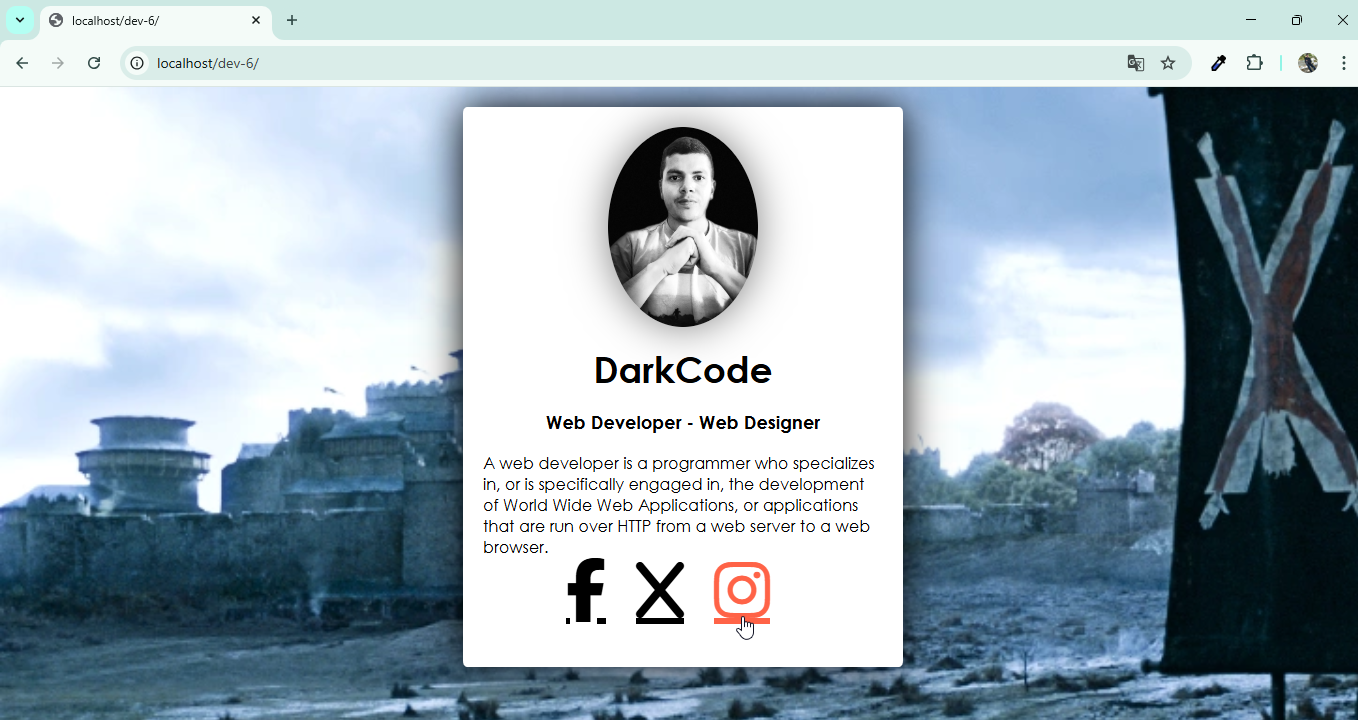 localhost/dev-6/
localhost/dev-6/
DarkCode
Web Developer - Web Designer
A web developer is a programmer who specializes
in, or is specifically engaged in, the development
of World Wide Web Applications, or applications
that are run over HTTP from a web server to a web
browser.